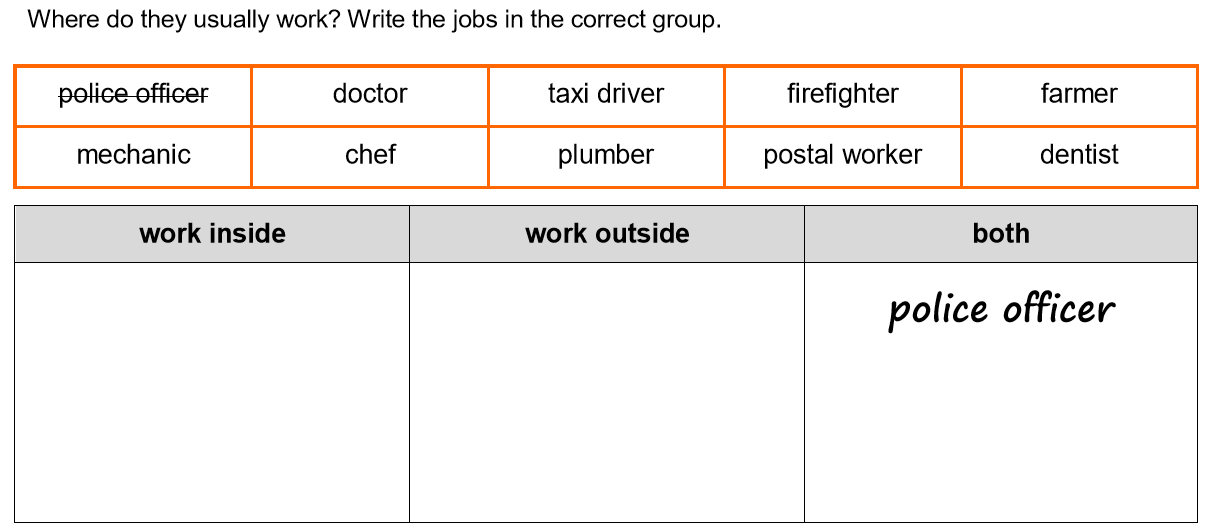 Where do they usually work? Write the jobs in the correct group.
police officer doctor taxi driver firefighter farmer
mechanic chef plumber postal worker dentist
work inside work outside both
police officer